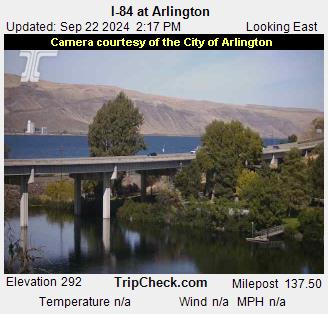 I-84 at Arlington
Updated: Sep 22 2024 2:17 PM Looking East
Camera courtesy of the City of Arlington
Elevation 292 TripCheck.com Milepost 137.50
Temperature n/a Wind n/a MPH n/a